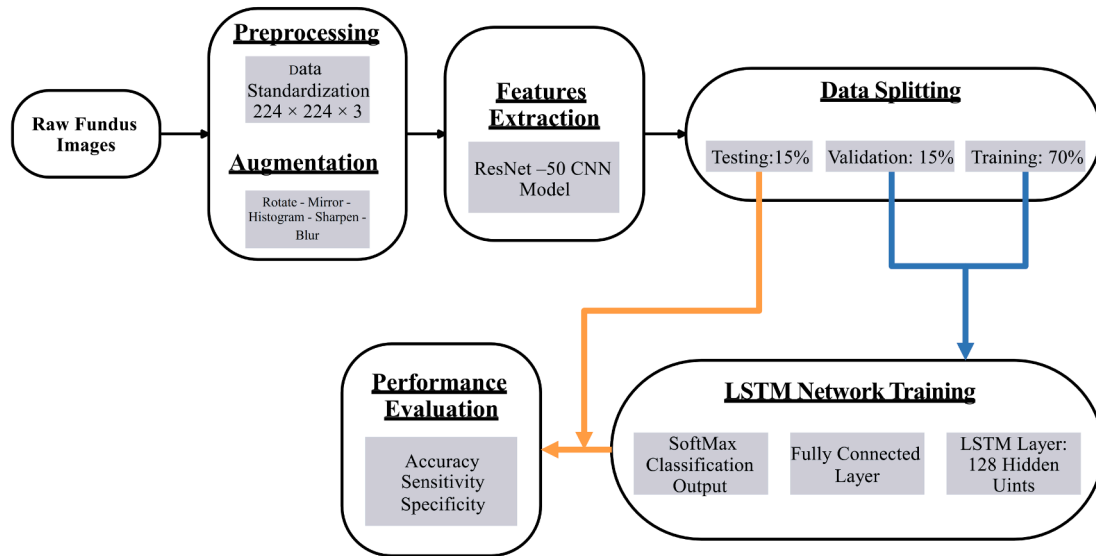 Raw Fundus
Images
Preprocessing
Data
Standardization
224 × 224 × 3
Augmentation
Rotate - Mirror -
Histogram - Sharpen -
Blur
Features
Extraction
ResNet –50 CNN
Model
Data Splitting
Testing:15%
Validation: 15%
Training: 70%
Performance
Evaluation
Accuracy
Sensitivity
Specificity
LSTM Network Training
SoftMax
Classification
Output
Fully Connected
Layer
LSTM Layer:
128 Hidden
Uints